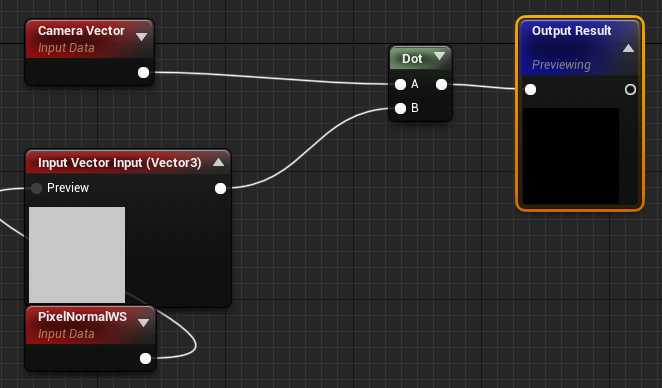 Camera Vector
Input Data
Dot
A
B
Output Result
Previewing
Input Vector Input (Vector3)
Preview
PixelNormalWS
Input Data